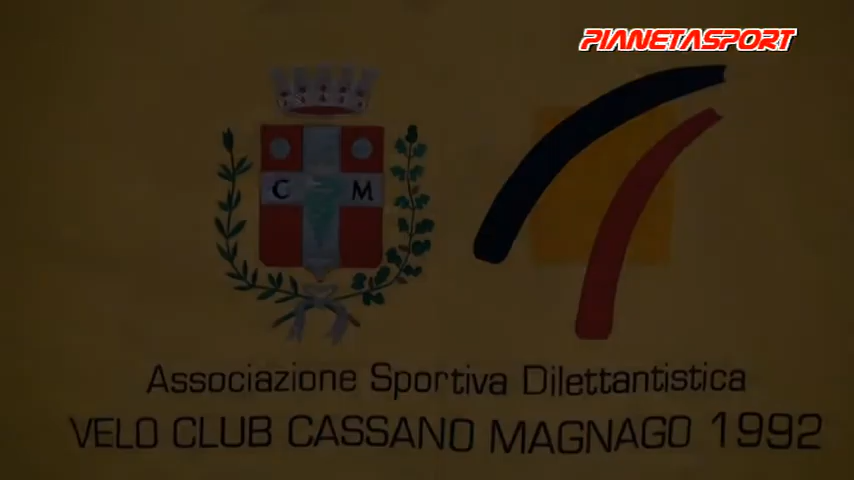 PIANETASPORT
C M
Associazione Sportiva Dilettantistica
VELO CLUB CASSANO MAGNAGO 1992